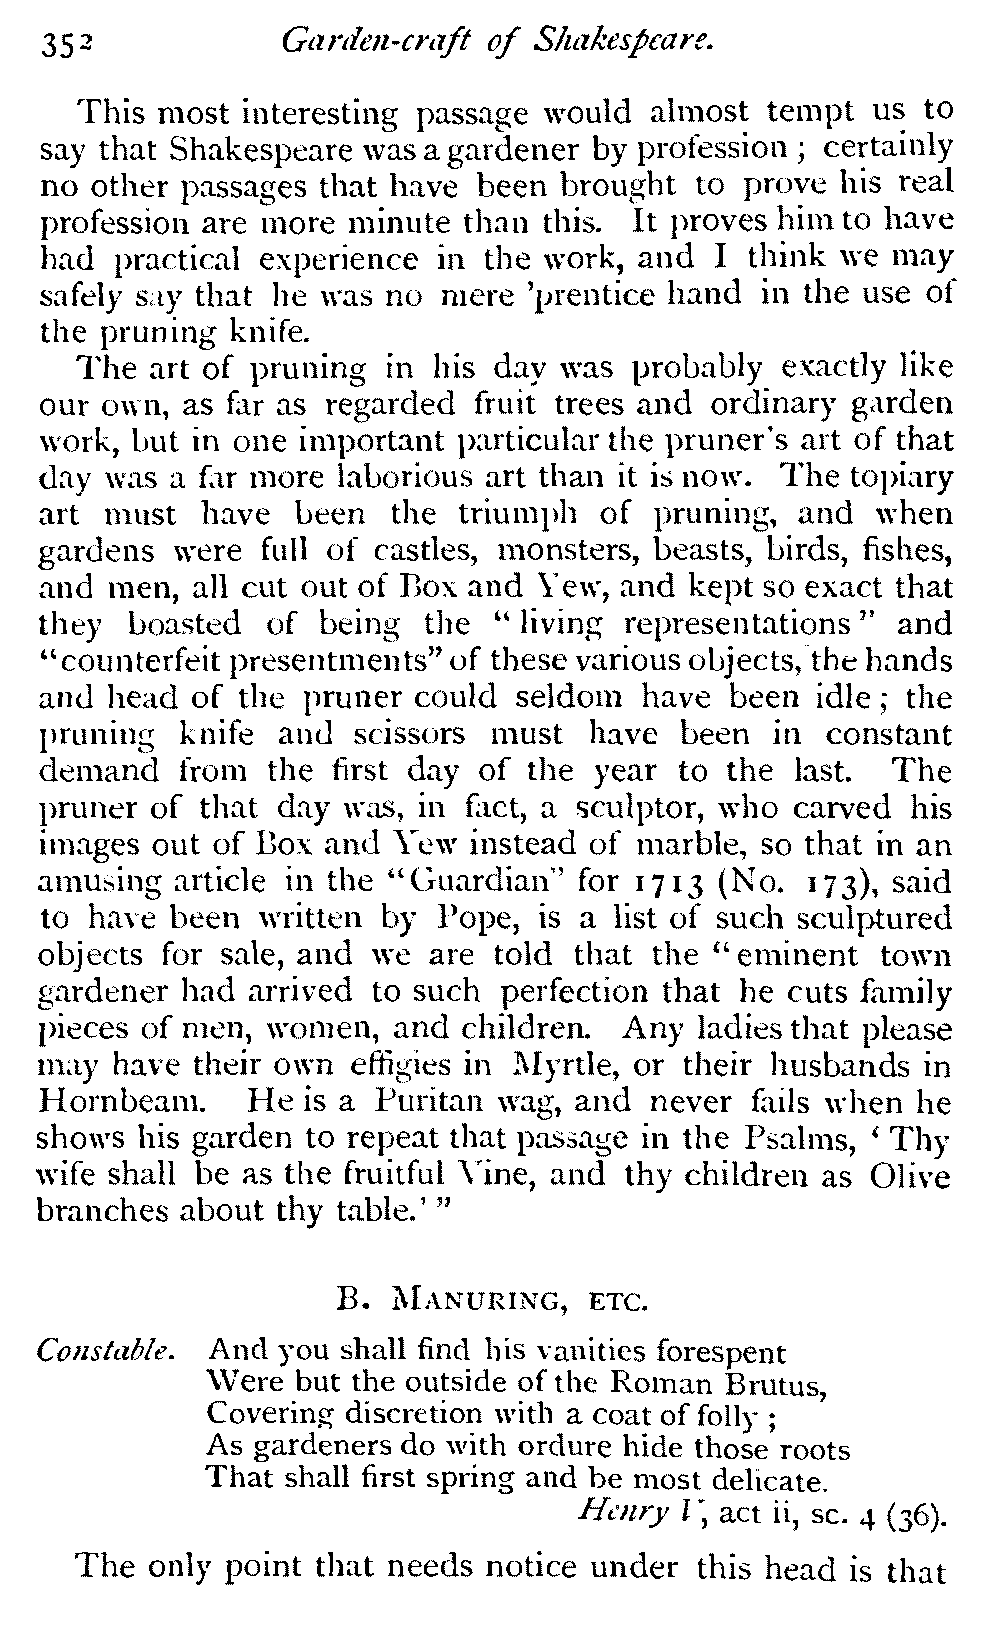 352 Garden-craft of Shakespeare.
This most interesting passage would almost tempt us to
say that Shakespeare was a gardener by profession ; certainly
no other passages that have been brought to prove his real
profession are more minute than this. It proves him to have
had practical experience in the work, and I think we may
safely say that he was no mere 'prentice hand in the use of
the pruning knife.
The art of pruning in his day was probably exactly like
our own, as far as regarded fruit trees and ordinary garden
work, but in one important particular the pruner's art of that
day was a far more laborious art than it is now. The topiary
art must have been the triumph of pruning, and when
gardens were full of castles, monsters, beasts, birds, fishes,
and men, all cut out of Box and Yew, and kept so exact that
they boasted of being the "living representations" and
"counterfeit presentments" of these various objects, the hands
and head of the pruner could seldom have been idle ; the
pruning knife and scissors must have been in constant
demand from the first day of the year to the last. The
pruner of that day was, in fact, a sculptor, who carved his
images out of Box and Yew instead of marble, so that in an
amusing article in the "Guardian" for 1713 (No. 173), said
to have been written by Pope, is a list of such sculptured
objects for sale, and we are told that the "eminent town
gardener had arrived to such perfection that he cuts family
pieces of men, women, and children. Any ladies that please
may have their own effigies in Myrtle, or their husbands in
Hornbeam. He is a Puritan wag, and never fails when he
shows his garden to repeat that passage in the Psalms, 'Thy
wife shall be as the fruitful Vine, and thy children as Olive
branches about thy table.'"
B. MANURING, ETC.
Constable. And you shall find his vanities forespent
Were but the outside of the Roman Brutus,
Covering discretion with a coat of folly ;
As gardeners do with ordure hide those roots
That shall first spring and be most delicate.
Henry V, act ii, sc. 4 (36).
The only point that needs notice under this head is that